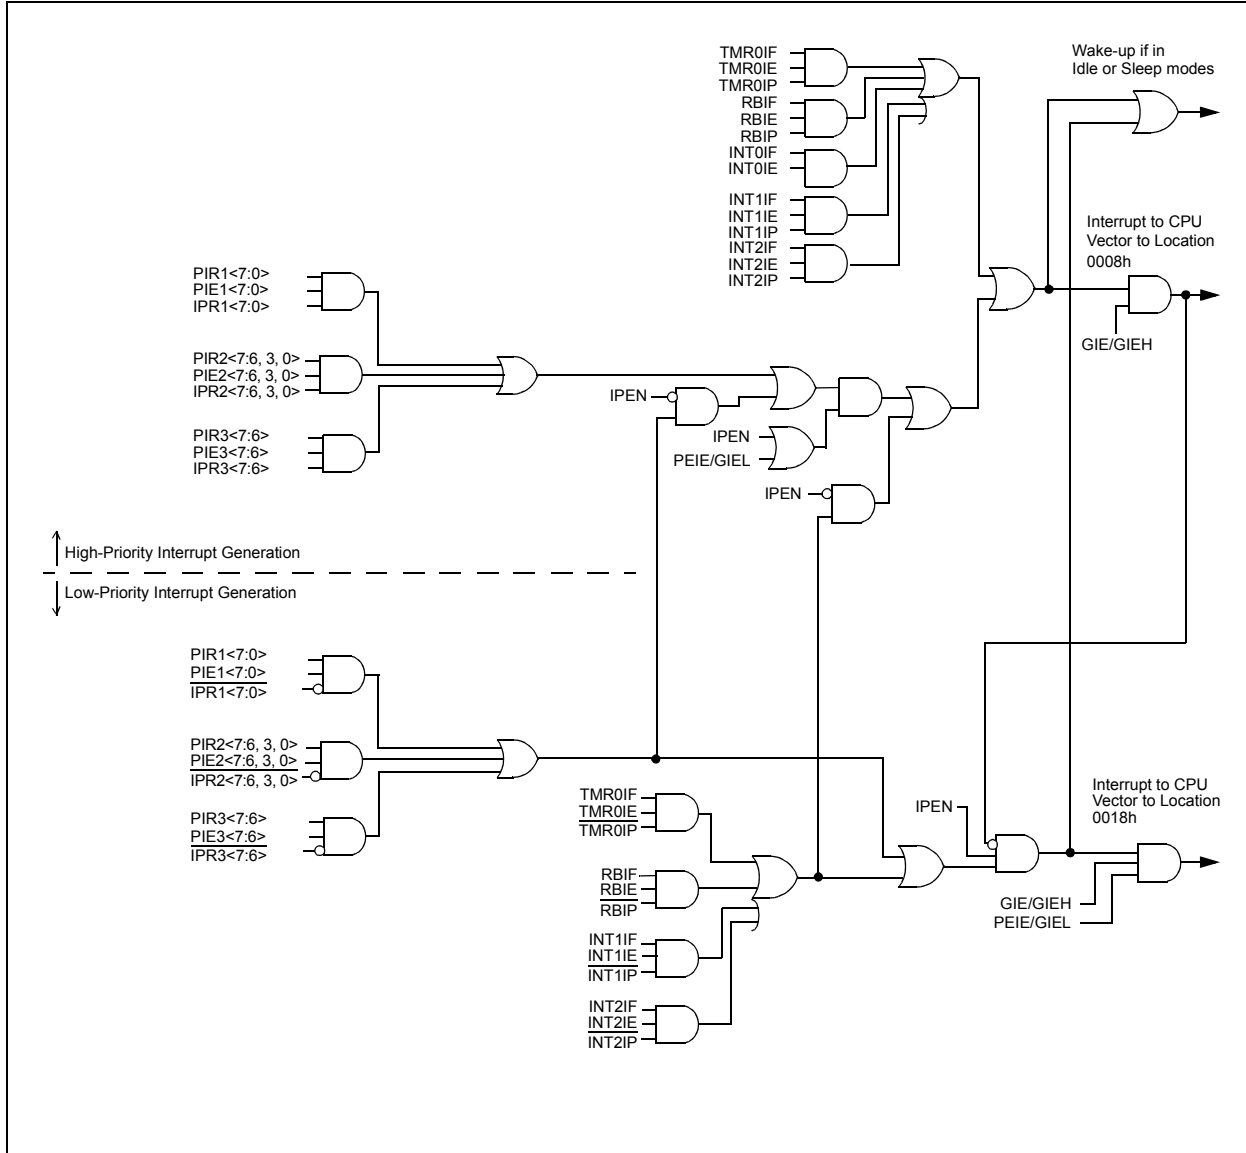 TMR0IF
TMR0IE
TMR0IP
RBIF
RBIE
RBIP
INT0IF
INT0IE
INT1IF
INT1IE
INT1IP
INT2IF
INT2IE
INT2IP
Wake-up if in
Idle or Sleep modes
Interrupt to CPU
Vector to Location
0008h
GIE/GIEH
PIR1<7:0>
PIE1<7:0>
IPR1<7:0>
PIR2<7:6, 3, 0>
PIE2<7:6, 3, 0>
IPR2<7:6, 3, 0>
PIR3<7:6>
PIE3<7:6>
IPR3<7:6>
IPEN
IPEN
PEIE/GIEL
IPEN
High-Priority Interrupt Generation
Low-Priority Interrupt Generation
PIR1<7:0>
PIE1<7:0>
IPR1<7:0>
PIR2<7:6, 3, 0>
PIE2<7:6, 3, 0>
IPR2<7:6, 3, 0>
PIR3<7:6>
PIE3<7:6>
IPR3<7:6>
TMR0IF
TMR0IE
TMR0IP
RBIF
RBIE
RBIP
INT1IF
INT1IE
INT1IP
INT2IF
INT2IE
INT2IP
IPEN
Interrupt to CPU
Vector to Location
0018h
GIE/GIEH
PEIE/GIEL